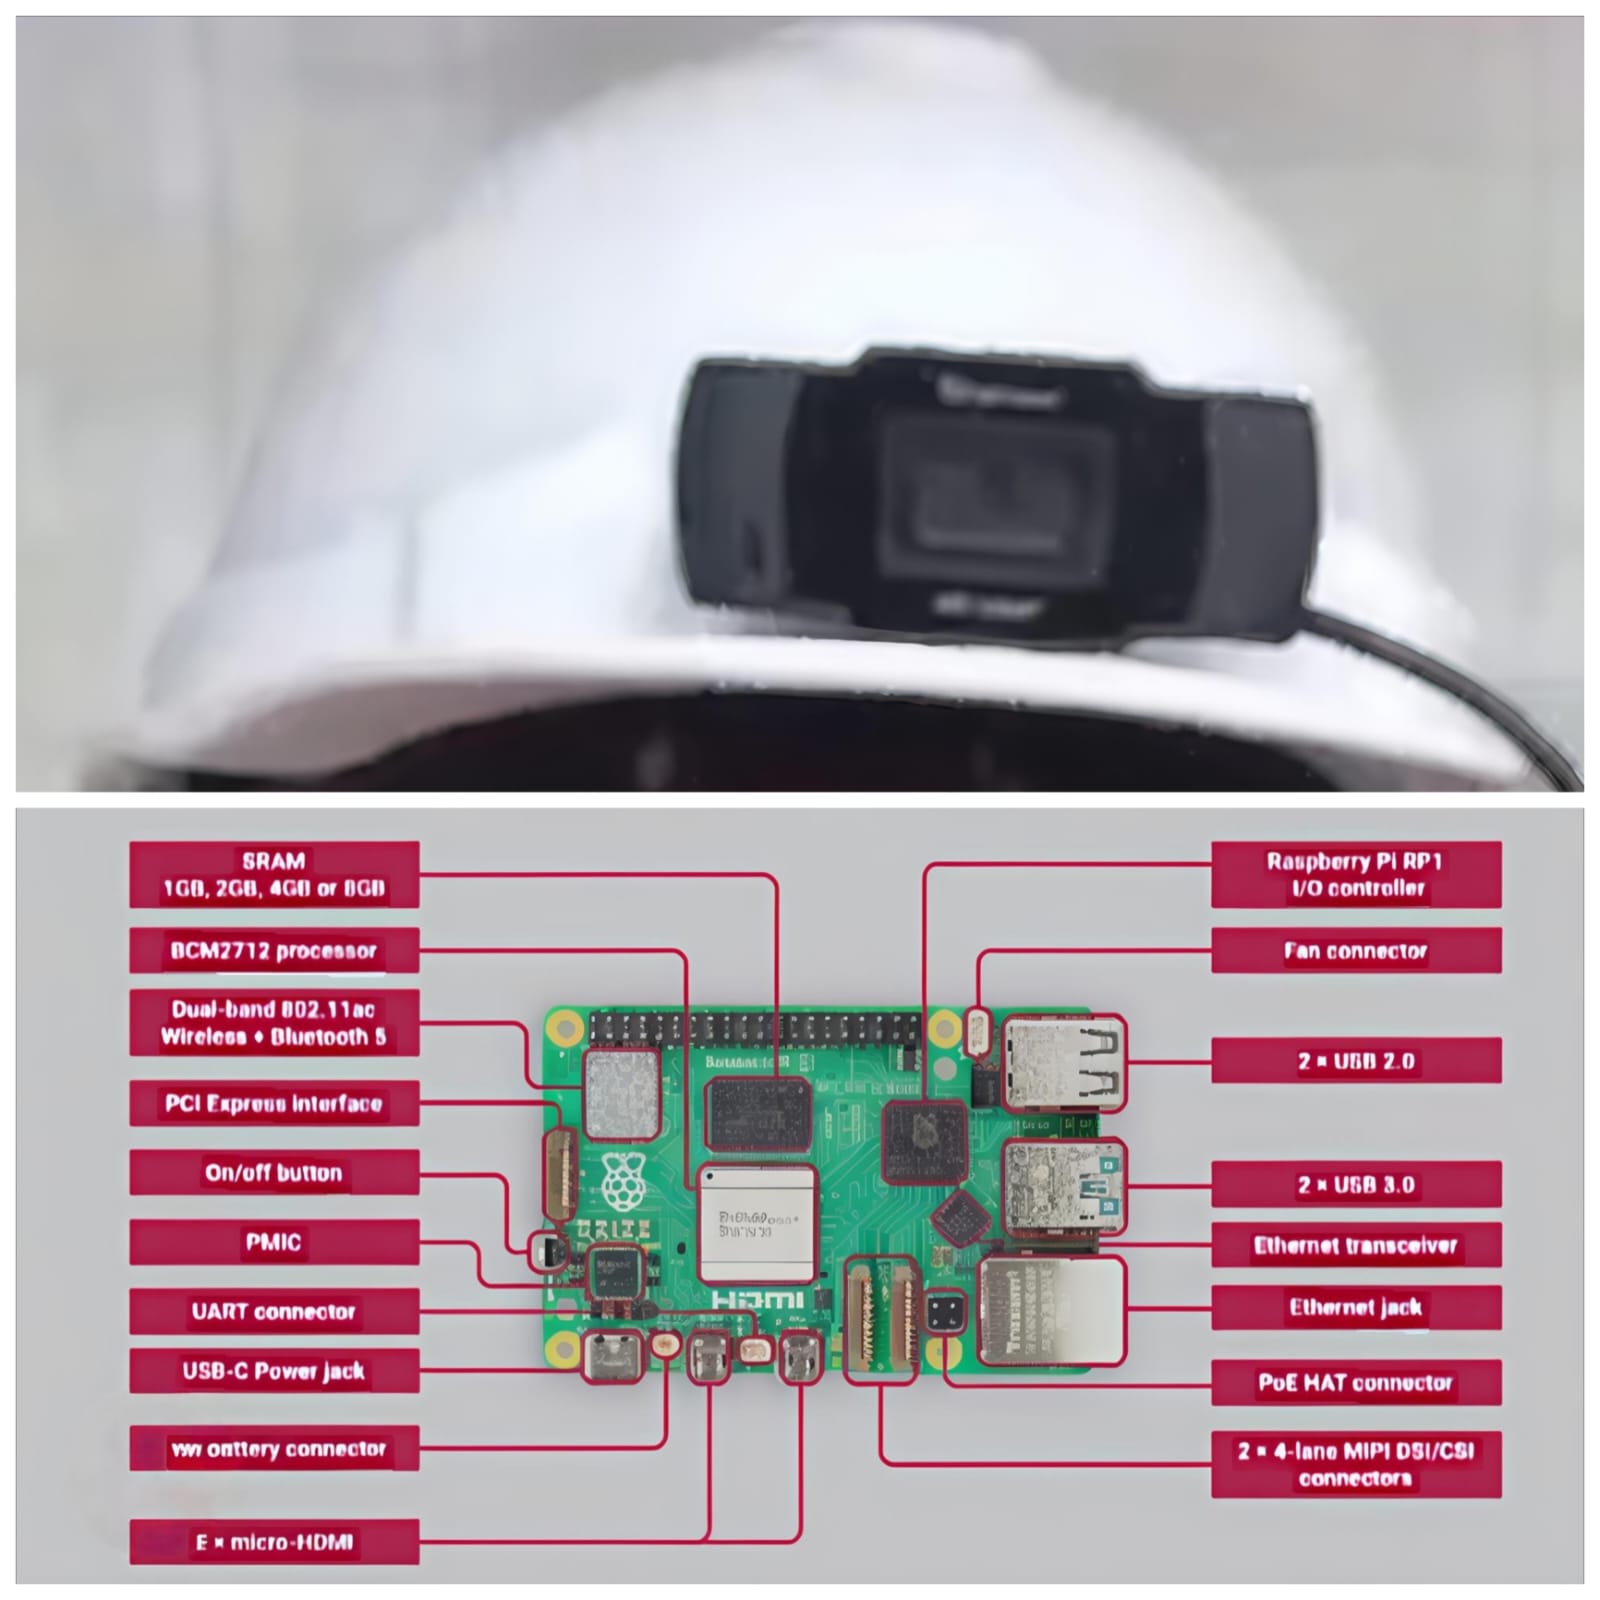 SRAM
1GB, 2GB, 4GB or 8GB
BCM2712 processor
Dual-band 802.11ac
Wireless + Bluetooth 5
PCI Express interface
On/off button
PMIC
UART connector
USB-C Power jack
connector
micro-HDMI
Raspberry Pi RP1
I/O controller
Fan connector
2 × USB 2.0
2 × USB 3.0
Ethernet transceiver
Ethernet jack
PoE HAT connector
2 × 4-lane MIPI DSI/CSI
connectors
HDMI